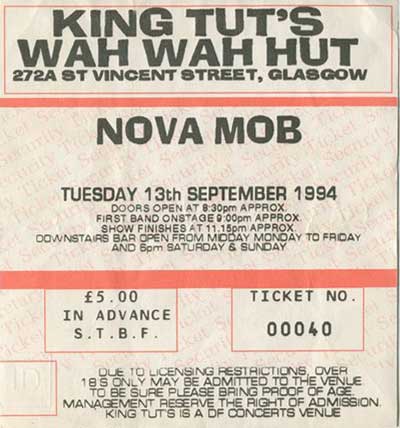 KING TUT'S
WAH WAH HUT
272A ST VINCENT STREET, GLASGOW
NOVA MOB
TUESDAY 13th SEPTEMBER 1994
DOORS OPEN AT 8:30pm APPROX.
FIRST BAND ONSTAGE 9:00pm APPROX.
SHOW FINISHES AT 11.15pm APPROX.
DOWNSTAIRS BAR OPEN FROM MIDDAY MONDAY TO FRIDAY
AND 6pm SATURDAY & SUNDAY
£5.00
IN ADVANCE
S.T.B.F.
TICKET NO.
00040
ID
DUE TO LICENSING RESTRICTIONS, OVER
18'S ONLY MAY BE ADMITTED TO THE VENUE
TO BE SURE PLEASE BRING PROOF OF AGE
MANAGEMENT RESERVE THE RIGHT OF ADMISSION.
KING TUT'S IS A DF CONCERTS VENUE